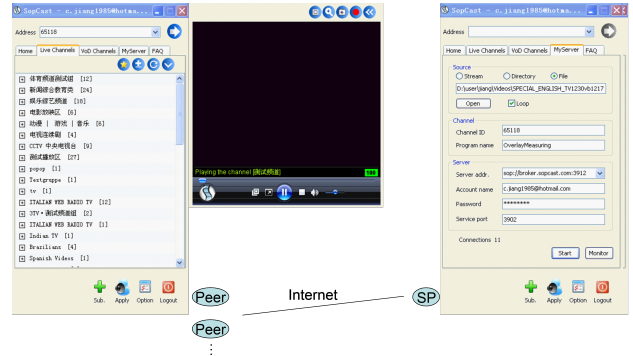 SopCast - c.jiang1985@hotma...
Address 65118
Home Live Channels VoD Channels MyServer FAQ
体育频道测试组 [12]
新闻综合教育类 [24]
娱乐综艺频道 [18]
电影放映区 [6]
动漫 | 游戏 | 音乐 [6]
电视连续剧 [4]
CCTV 中央电视台 [9]
测试播放区 [27]
popop [1]
Testgruppe [1]
tv [1]
ITALIAN WEB RADIO TV [12]
3TV·测试频道组 [2]
ITALIAN WEB RADIO TV [1]
Indian TV [1]
Brazilians [4]
Spanish Videos [1]
Sub. Apply Option Logout
Playing the channel [测试频道]
100
SopCast - c.jiang1985@hotma...
Address
Home Live Channels VoD Channels MyServer FAQ
Source
Stream Directory File
D:\user\jiang\Videos\SPECIAL_ENGLISH_TV1230vb1217
Open Loop
Channel
Channel ID 65118
Program name OverlayMeasuring
Server
Server addr. sop://broker.sopcast.com:3912
Account name c.jiang1985@hotmail.com
Password ********
Service port 3902
Connections 11
Start Monitor
Sub. Apply Option Logout
Peer Internet SP
Peer
⋮